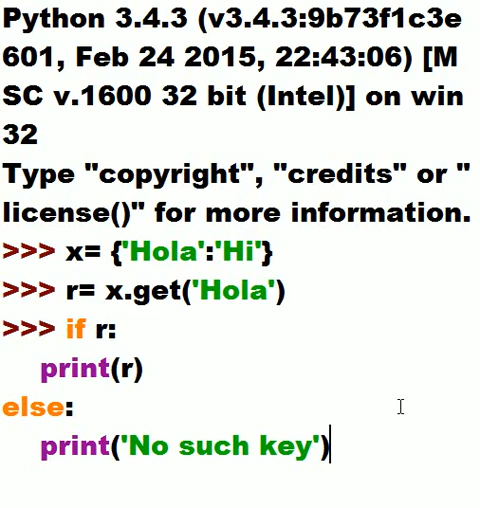 Python 3.4.3 (v3.4.3:9b73f1c3e
601, Feb 24 2015, 22:43:06) [M
SC v.1600 32 bit (Intel)] on win
32
Type "copyright", "credits" or "
license()" for more information.
>>> x= {'Hola':'Hi'}
>>> r= x.get('Hola')
>>> if r:
    print(r)
else:
    print('No such key')